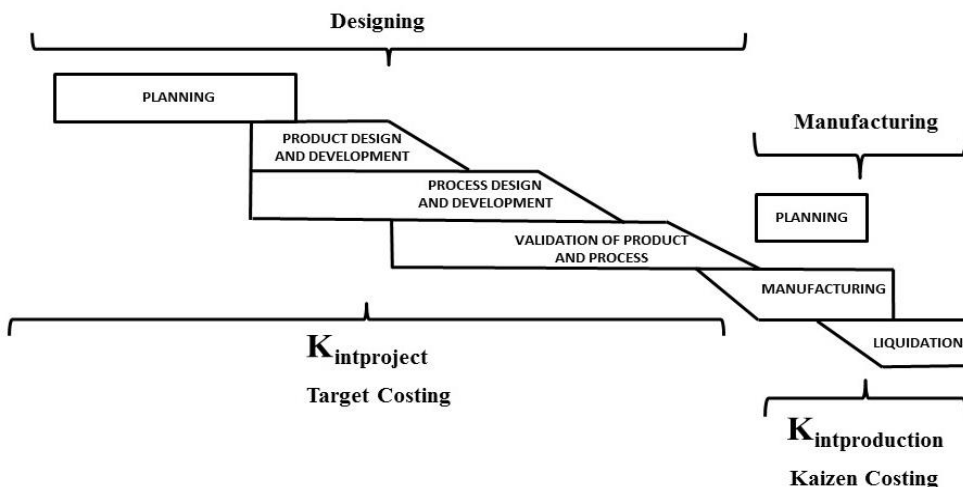 Designing
PLANNING
Manufacturing
PRODUCT DESIGN
AND DEVELOPMENT
PROCESS DESIGN
AND DEVELOPMENT
PLANNING
VALIDATION OF PRODUCT
AND PROCESS
MANUFACTURING
LIQUIDATION
Kintproject
Target Costing
Kintproduction
Kaizen Costing